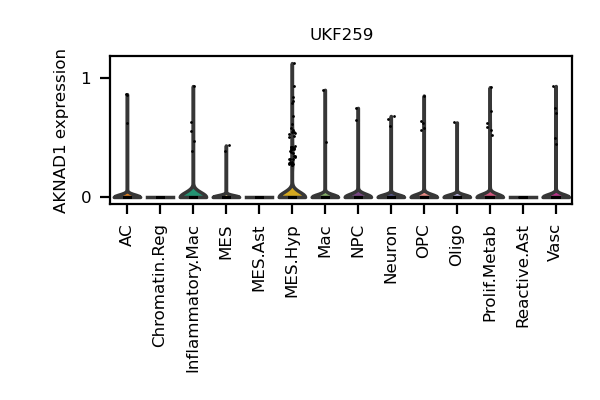 UKF259
AKNAD1 expression
1
0
AC
Chromatin.Reg
Inflammatory.Mac
MES
MES.Ast
MES.Hyp
Mac
NPC
Neuron
OPC
Oligo
Prolif.Metab
Reactive.Ast
Vasc